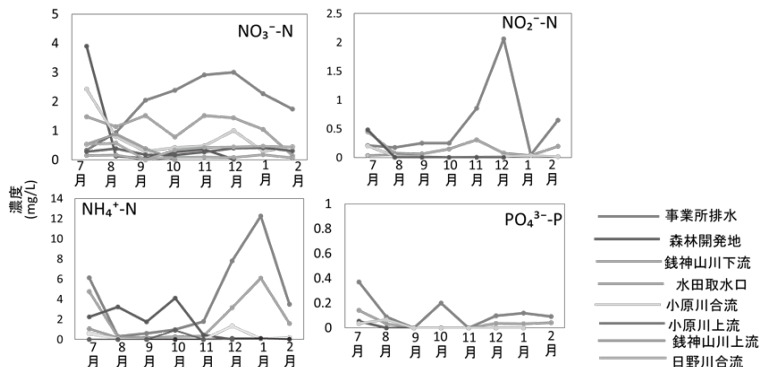 NO₃⁻-N
5
4
3
2
1
0
7月 8月 9月 10月 11月 12月 1月 2月
NO₂⁻-N
2.5
2
1.5
1
0.5
0
7月 8月 9月 10月 11月 12月 1月 2月
濃度
(mg/L)
NH₄⁺-N
14
12
10
8
6
4
2
0
7月 8月 9月 10月 11月 12月 1月 2月
PO₄³⁻-P
1
0.8
0.6
0.4
0.2
0
7月 8月 9月 10月 11月 12月 1月 2月
事業所排水
森林開発地
銭神山川下流
水田取水口
小原川合流
小原川上流
銭神山川上流
日野川合流